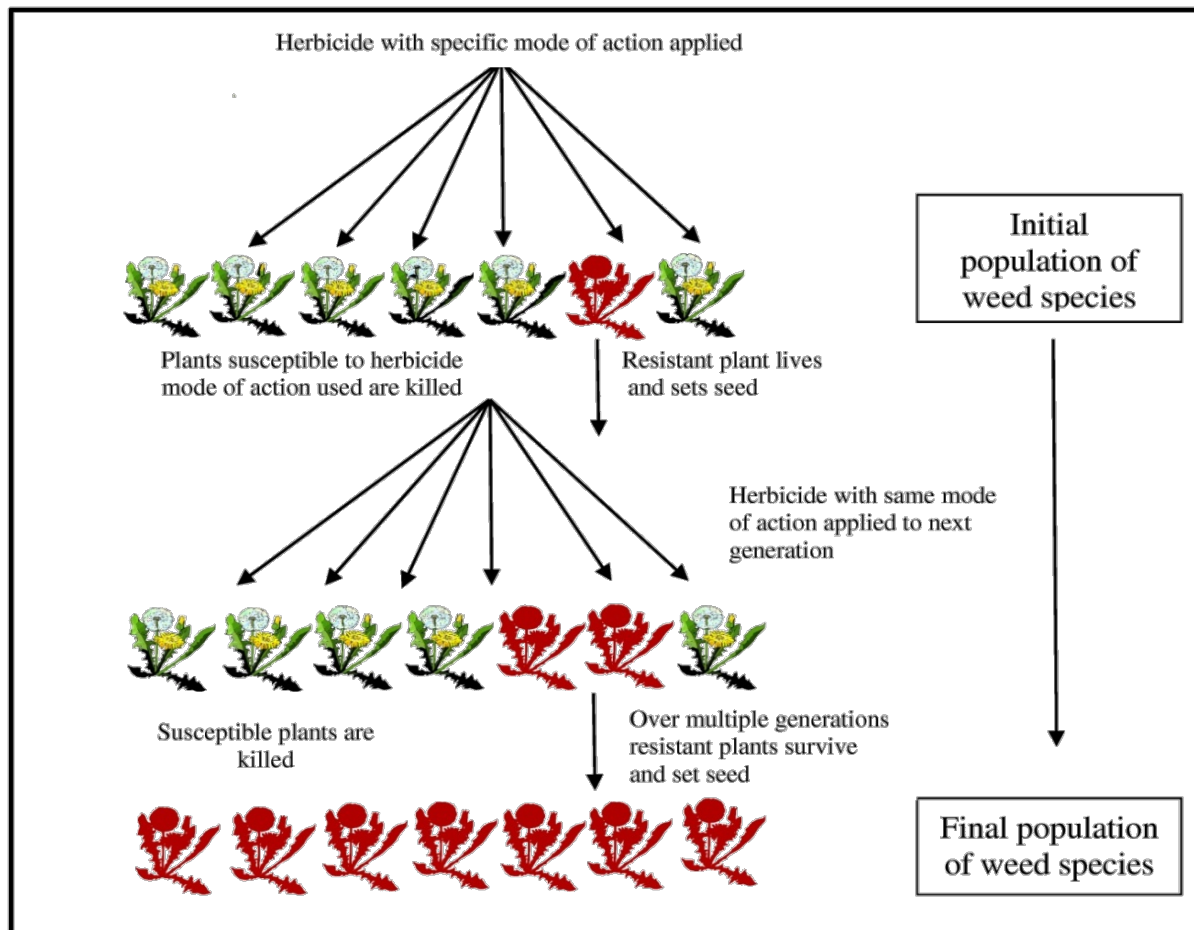 Herbicide with specific mode of action applied
Initial
population of
weed species
Plants susceptible to herbicide
mode of action used are killed
Resistant plant lives
and sets seed
Herbicide with same mode
of action applied to next
generation
Susceptible plants are
killed
Over multiple generations
resistant plants survive
and set seed
Final population
of weed species